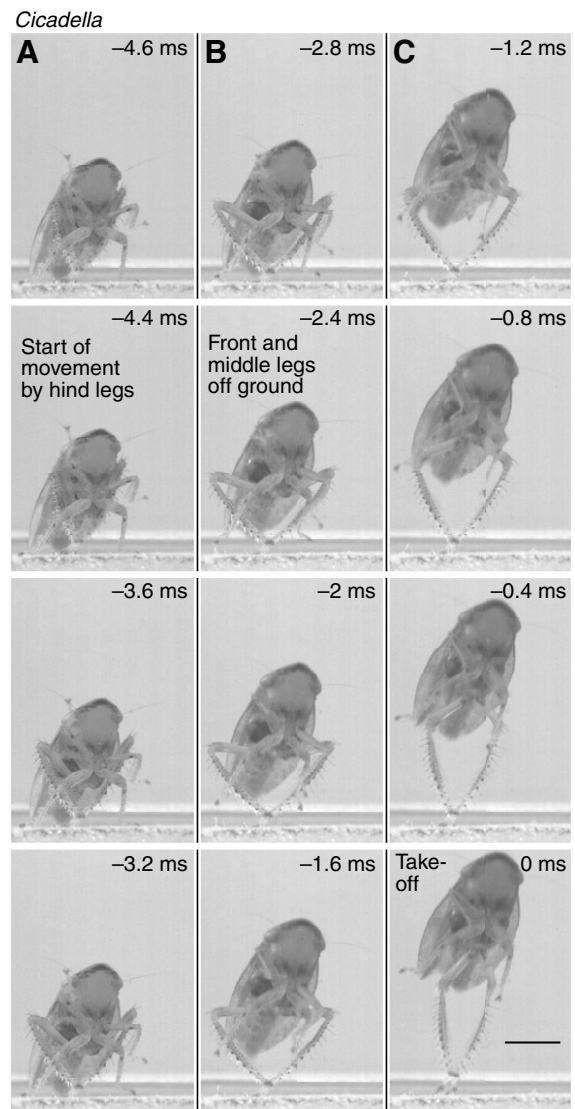 Cicadella
A
–4.6 ms
–4.4 ms
Start of
movement
by hind legs
–3.6 ms
–3.2 ms
B
–2.8 ms
–2.4 ms
Front and
middle legs
off ground
–2 ms
–1.6 ms
C
–1.2 ms
–0.8 ms
–0.4 ms
Take-
off
0 ms